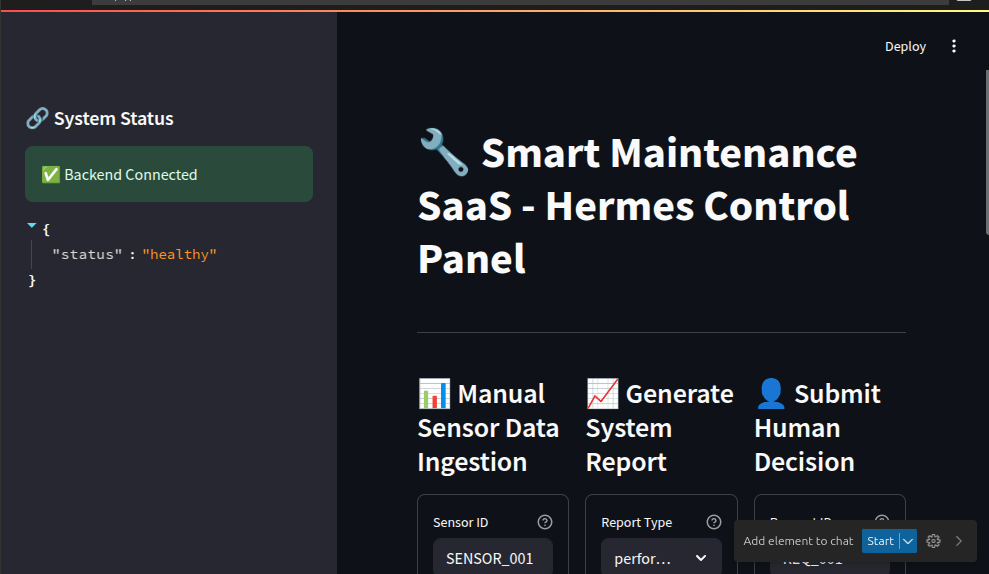 Deploy
🔗 System Status
✅ Backend Connected
{
"status" : "healthy"
}
🔧 Smart Maintenance
SaaS - Hermes Control
Panel
📊 Manual
Sensor Data
Ingestion
📈 Generate
System
Report
👤 Submit
Human
Decision
Sensor ID
SENSOR_001
Report Type
perfor...
Add element to chat
Start